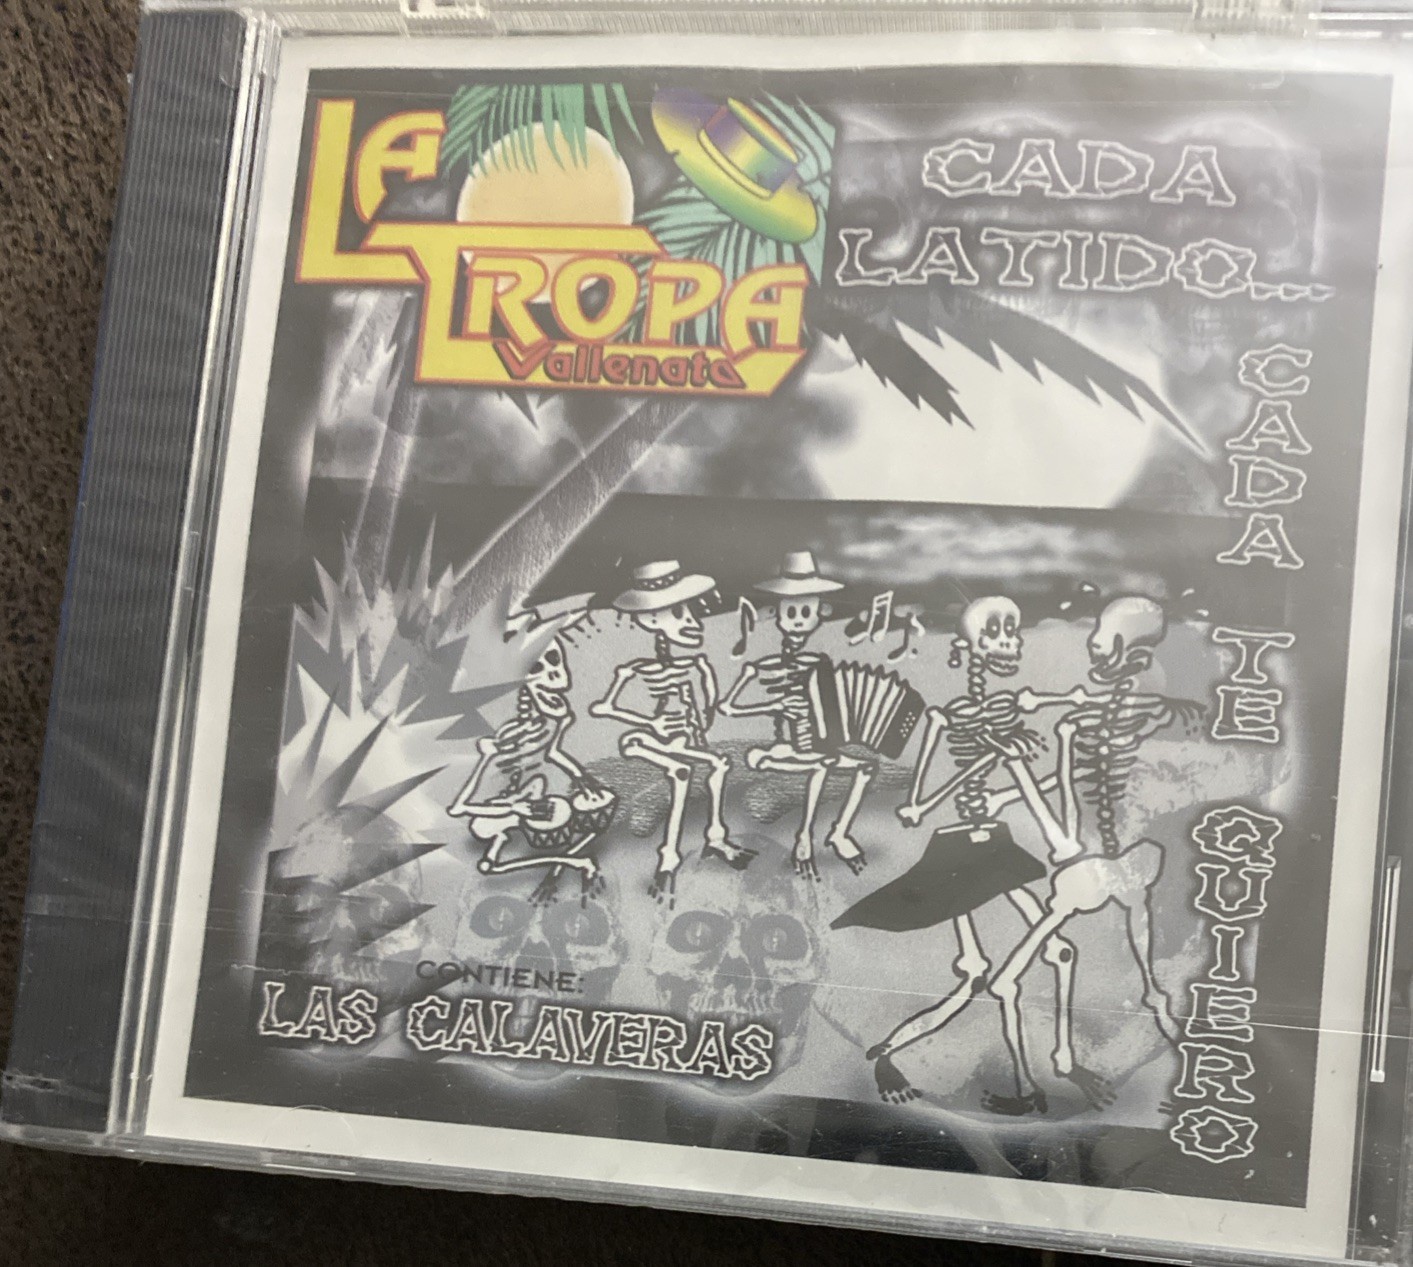 LA
TROPA
Vallenata
CADA
LATIDO...
CADA TE QUIERO
CONTIENE:
LAS CALAVERAS